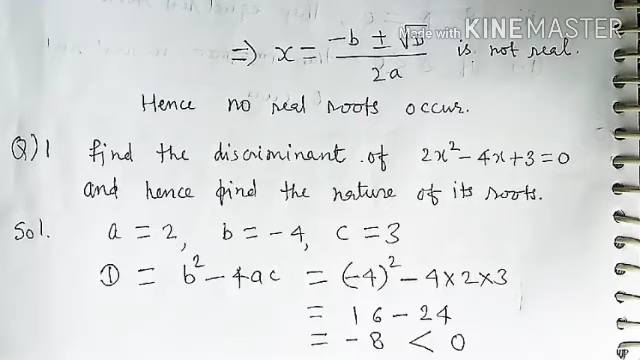 Made with KINEMASTER
⇒ x = (-b ± √D) / 2a is not real.
Hence no real roots occur.
Q)1 find the discriminant of 2x² - 4x + 3 = 0
and hence find the nature of its roots.
Sol. a = 2, b = -4, c = 3
D = b² - 4ac = (-4)² - 4×2×3
= 16 - 24
= -8 < 0